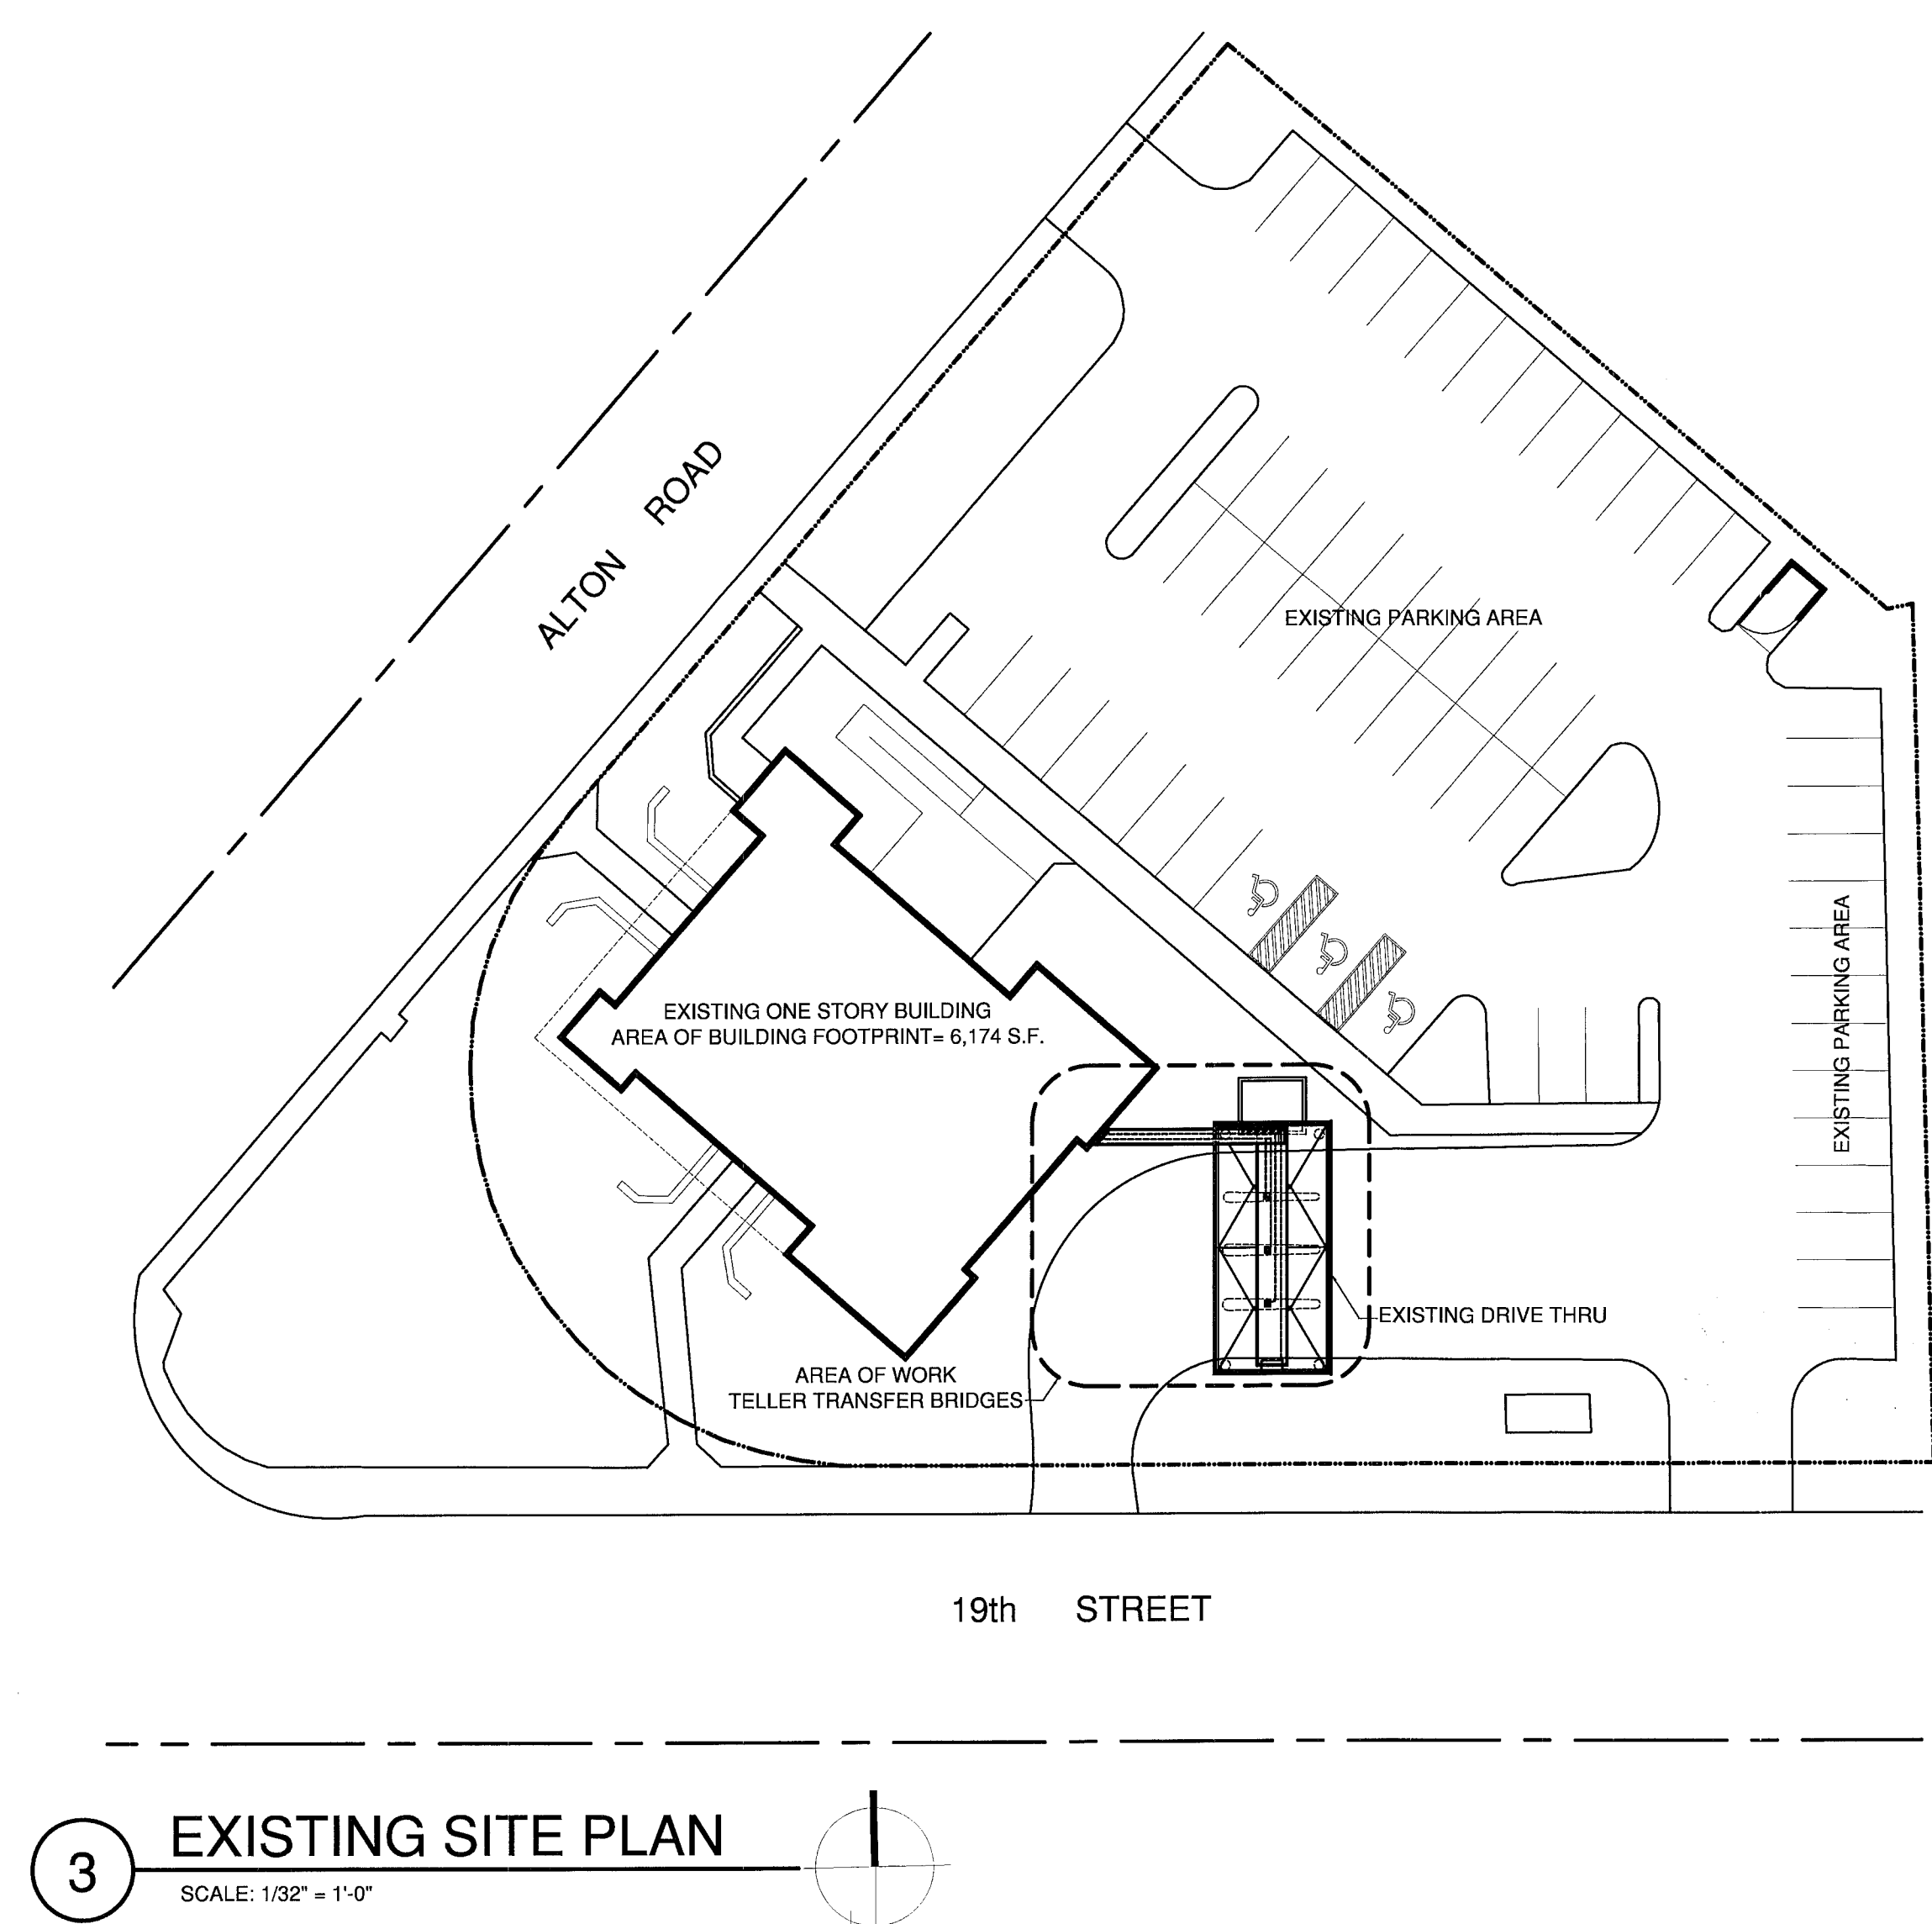 ALTON ROAD
EXISTING PARKING AREA
EXISTING PARKING AREA
EXISTING ONE STORY BUILDING
AREA OF BUILDING FOOTPRINT= 6,174 S.F.
EXISTING DRIVE THRU
AREA OF WORK
TELLER TRANSFER BRIDGES
19th STREET
3
EXISTING SITE PLAN
SCALE: 1/32" = 1'-0"